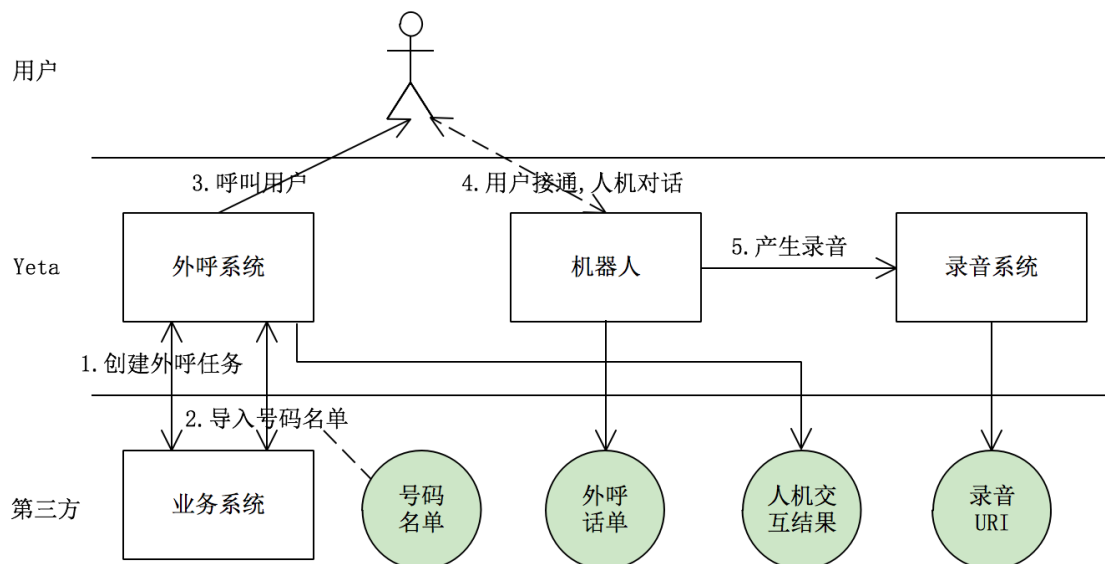 用户
3.呼叫用户
4.用户接通,人机对话
Yeta
外呼系统
机器人
5.产生录音
录音系统
1.创建外呼任务
2.导入号码名单
第三方
业务系统
号码
名单
外呼
话单
人机交
互结果
录音
URI